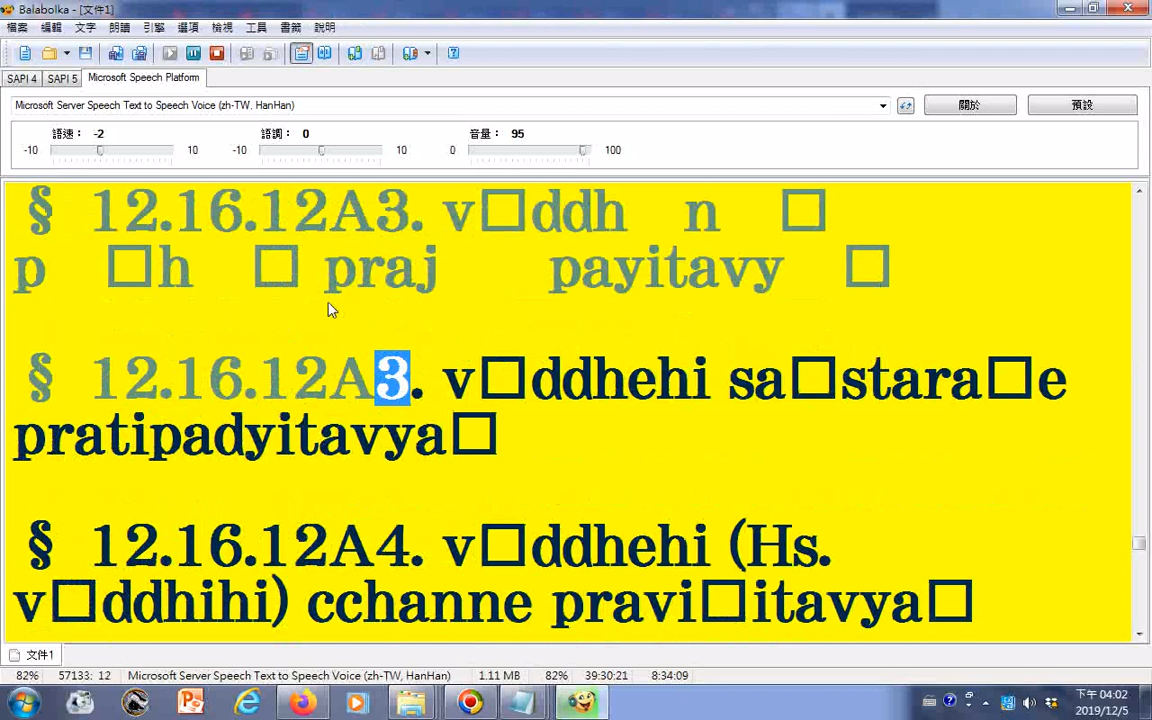 Balabolka - [文件1]
檔案 編輯 文字 朗讀 引擎 選項 檢視 工具 書籤 說明
SAPI 4 SAPI 5 Microsoft Speech Platform
Microsoft Server Speech Text to Speech Voice (zh-TW, HanHan) 關於 預設
語速： -2 語調： 0 音量： 95
-10 10 -10 10 0 100
§ 12.16.12A3. v□ddh n □
p □h □ praj payitavy □
§ 12.16.12A3. v□ddhehi sa□stara□e
pratipadyitavya□
§ 12.16.12A4. v□ddhehi (Hs.
v□ddhihi) cchanne pravi□itavya□
文件1
82% 57133: 12 Microsoft Server Speech Text to Speech Voice (zh-TW, HanHan) 1.11 MB 82% 39:30:21 8:34:09
下午 04:02
2019/12/5